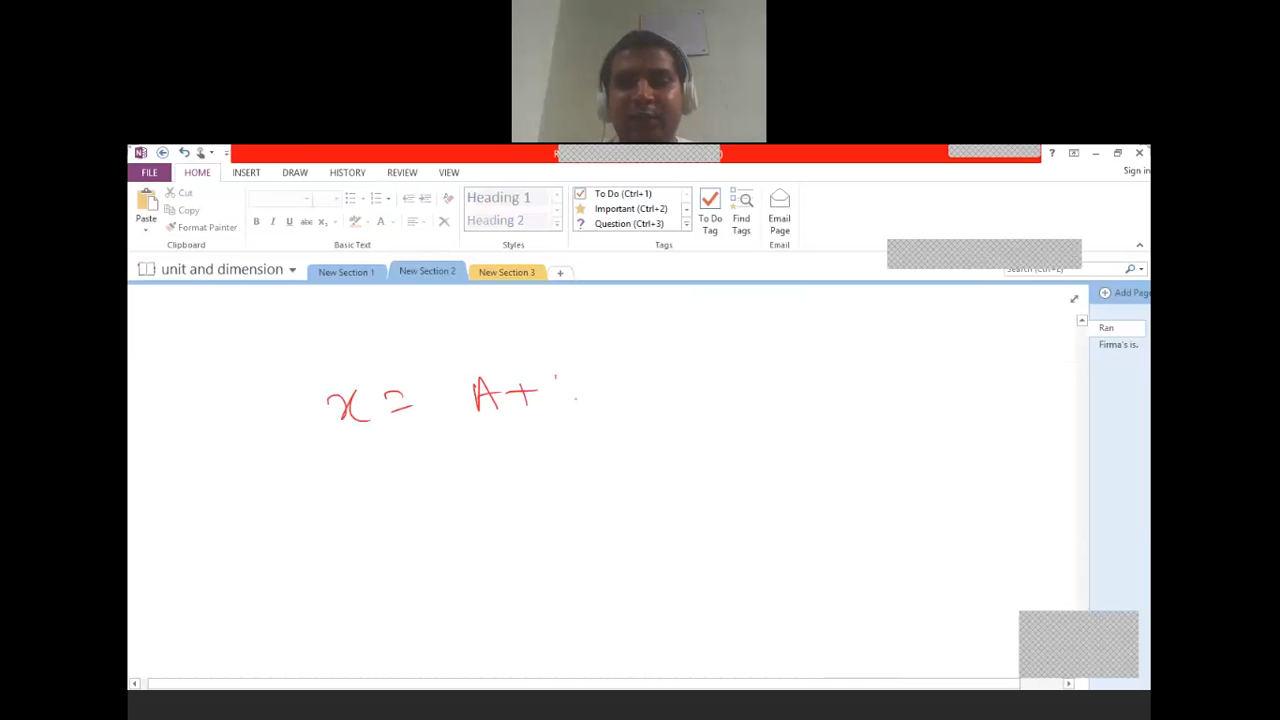 FILE HOME INSERT DRAW HISTORY REVIEW VIEW Sign in
Cut
Copy
Format Painter
Paste
Clipboard
B I U abc x₂ A
Basic Text
Heading 1
Heading 2
Styles
To Do (Ctrl+1)
Important (Ctrl+2)
Question (Ctrl+3)
Tags
To Do Tag
Find Tags
Email Page
Email
unit and dimension New Section 1 New Section 2 New Section 3 +
Add Pag
Ran
Firma's is.
x = A +